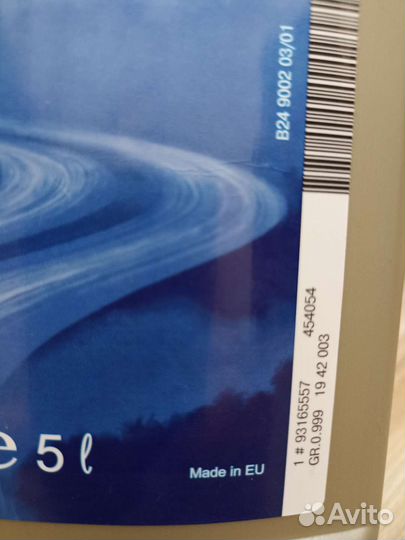 B24 9002 03/01
1 # 93165557 454054
GR.0.999 19 42 003
e 5 l
Made in EU
Avito